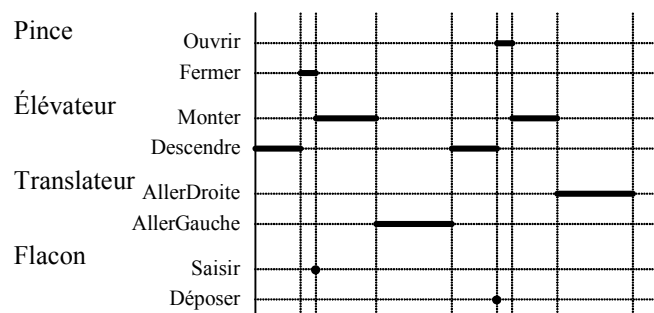 Pince
Ouvrir
Fermer
Élévateur
Monter
Descendre
Translateur
AllerDroite
AllerGauche
Flacon
Saisir
Déposer